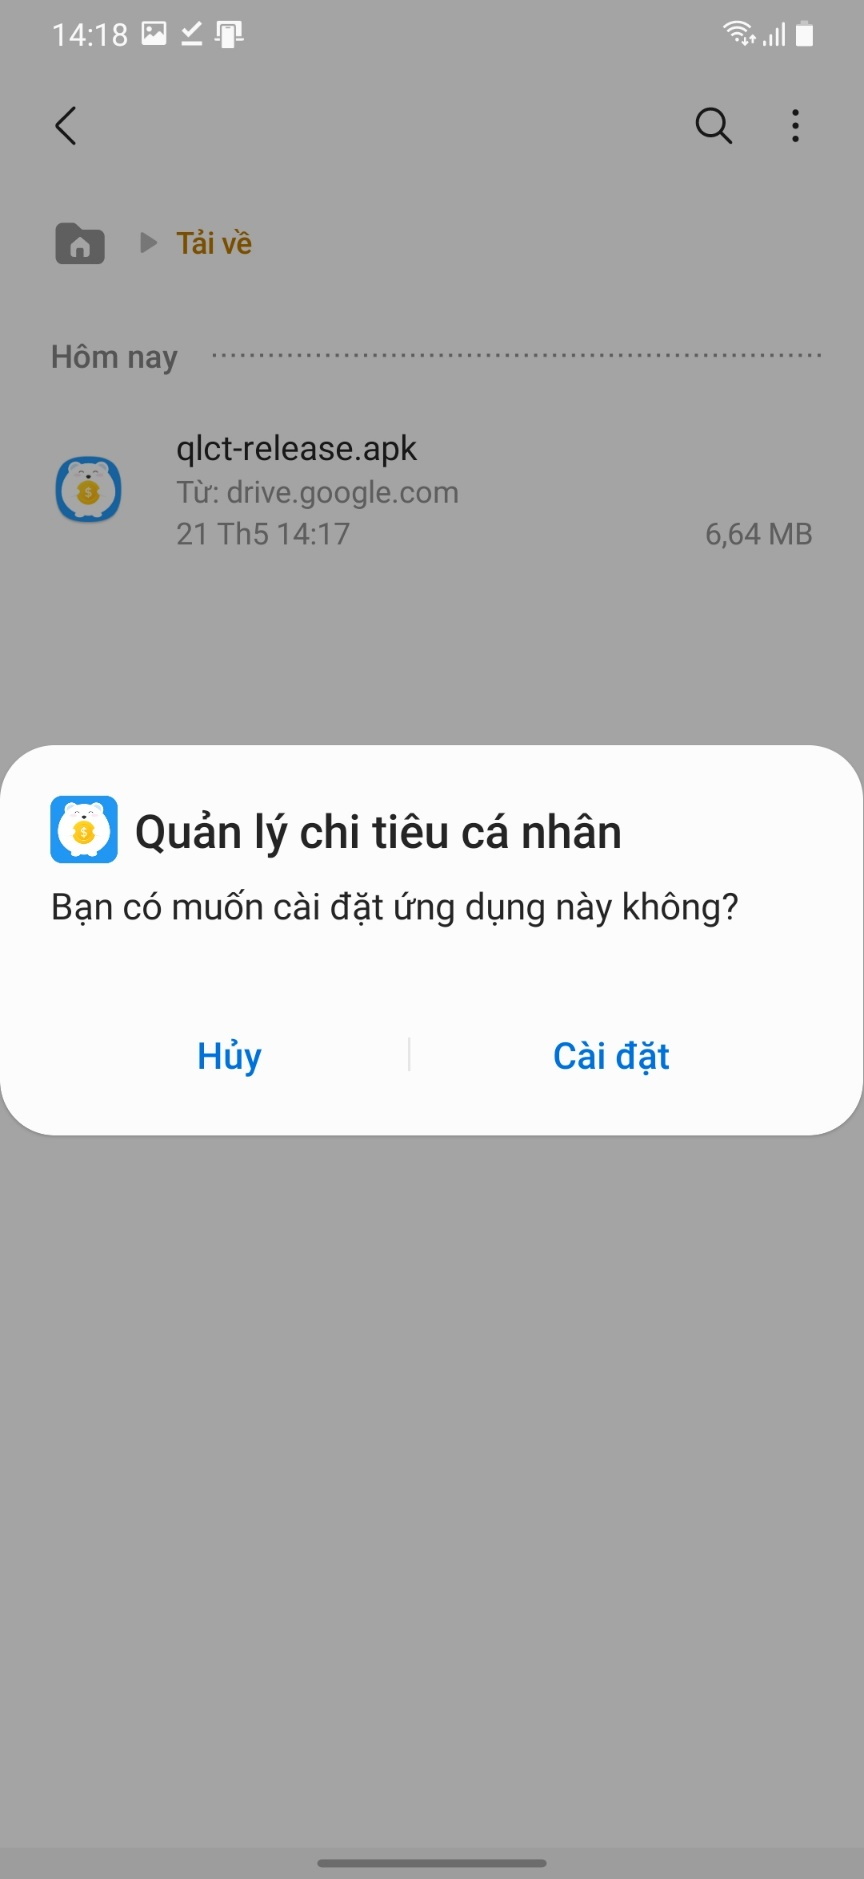 14:18
Tải về
Hôm nay
qlct-release.apk
Từ: drive.google.com
21 Th5 14:17 6,64 MB
Quản lý chi tiêu cá nhân
Bạn có muốn cài đặt ứng dụng này không?
Hủy Cài đặt